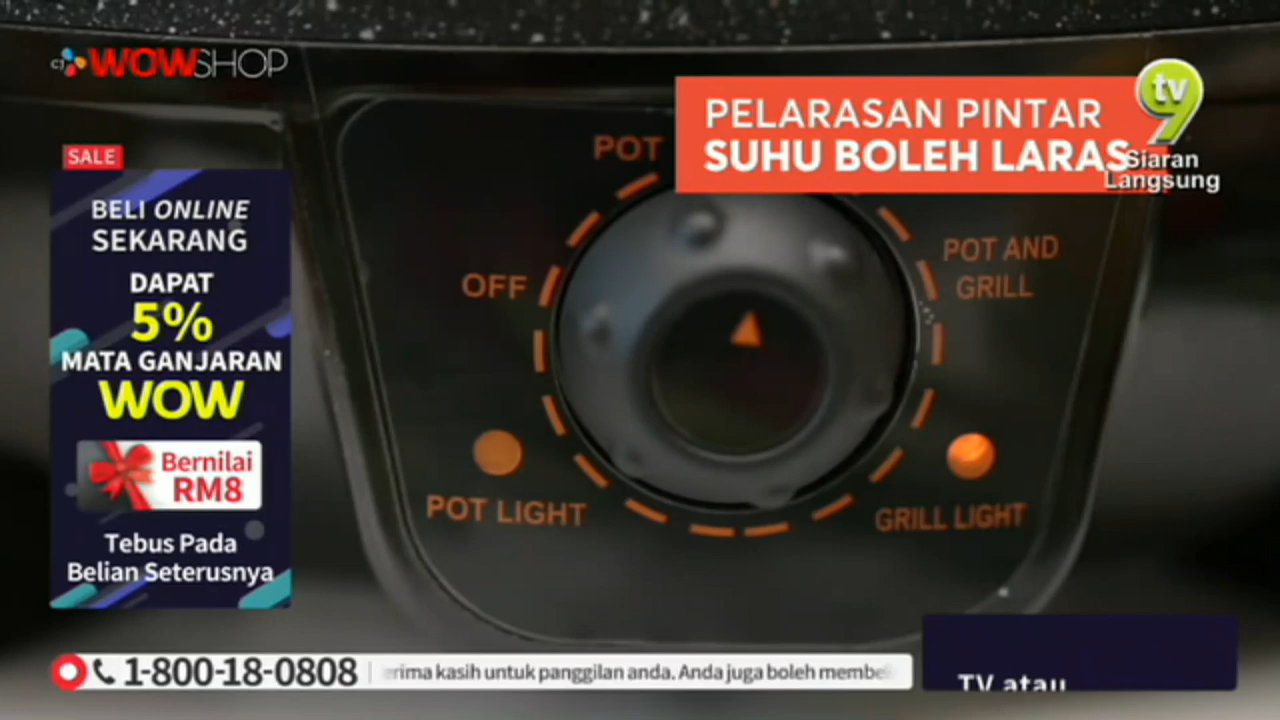 CJ WOWSHOP
PELARASAN PINTAR
SUHU BOLEH LARAS
tv9
Siaran
Langsung
SALE
BELI ONLINE
SEKARANG
DAPAT
5%
MATA GANJARAN
WOW
Bernilai
RM8
Tebus Pada
Belian Seterusnya
POT
OFF
POT AND
GRILL
POT LIGHT
GRILL LIGHT
1-800-18-0808
erima kasih untuk panggilan anda. Anda juga boleh membe
TV atau